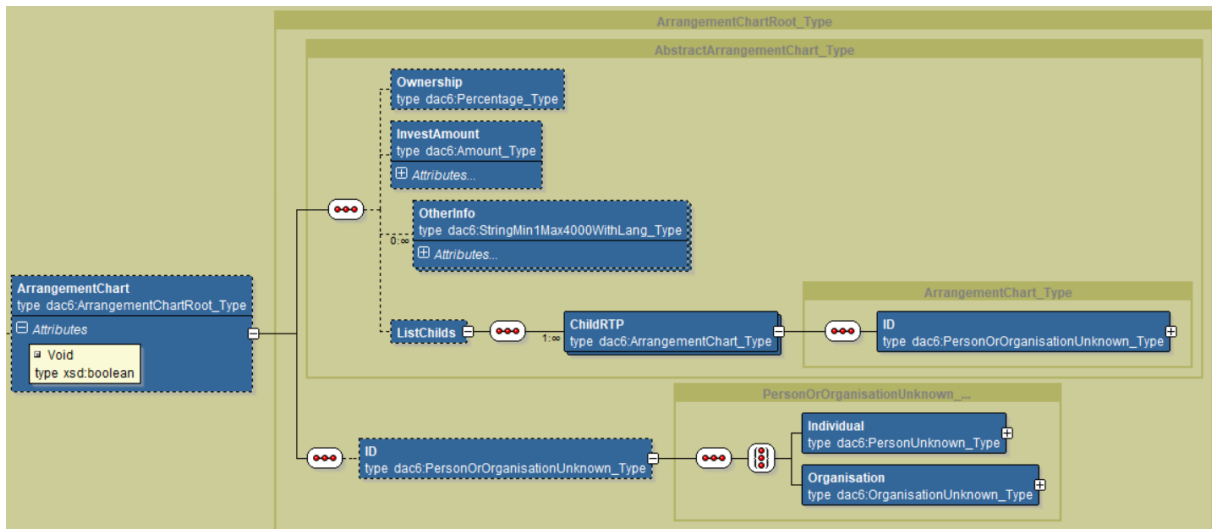 ArrangementChartRoot_Type
AbstractArrangementChart_Type
Ownership
type dac6:Percentage_Type
InvestAmount
type dac6:Amount_Type
Attributes...
OtherInfo
type dac6:StringMin1Max4000WithLang_Type
0:∞
Attributes...
ArrangementChart
type dac6:ArrangementChartRoot_Type
Attributes
Void
type xsd:boolean
ArrangementChart_Type
ListChilds
1:∞
ChildRTP
type dac6:ArrangementChart_Type
ID
type dac6:PersonOrOrganisationUnknown_Type
PersonOrOrganisationUnknown_...
ID
type dac6:PersonOrOrganisationUnknown_Type
Individual
type dac6:PersonUnknown_Type
Organisation
type dac6:OrganisationUnknown_Type